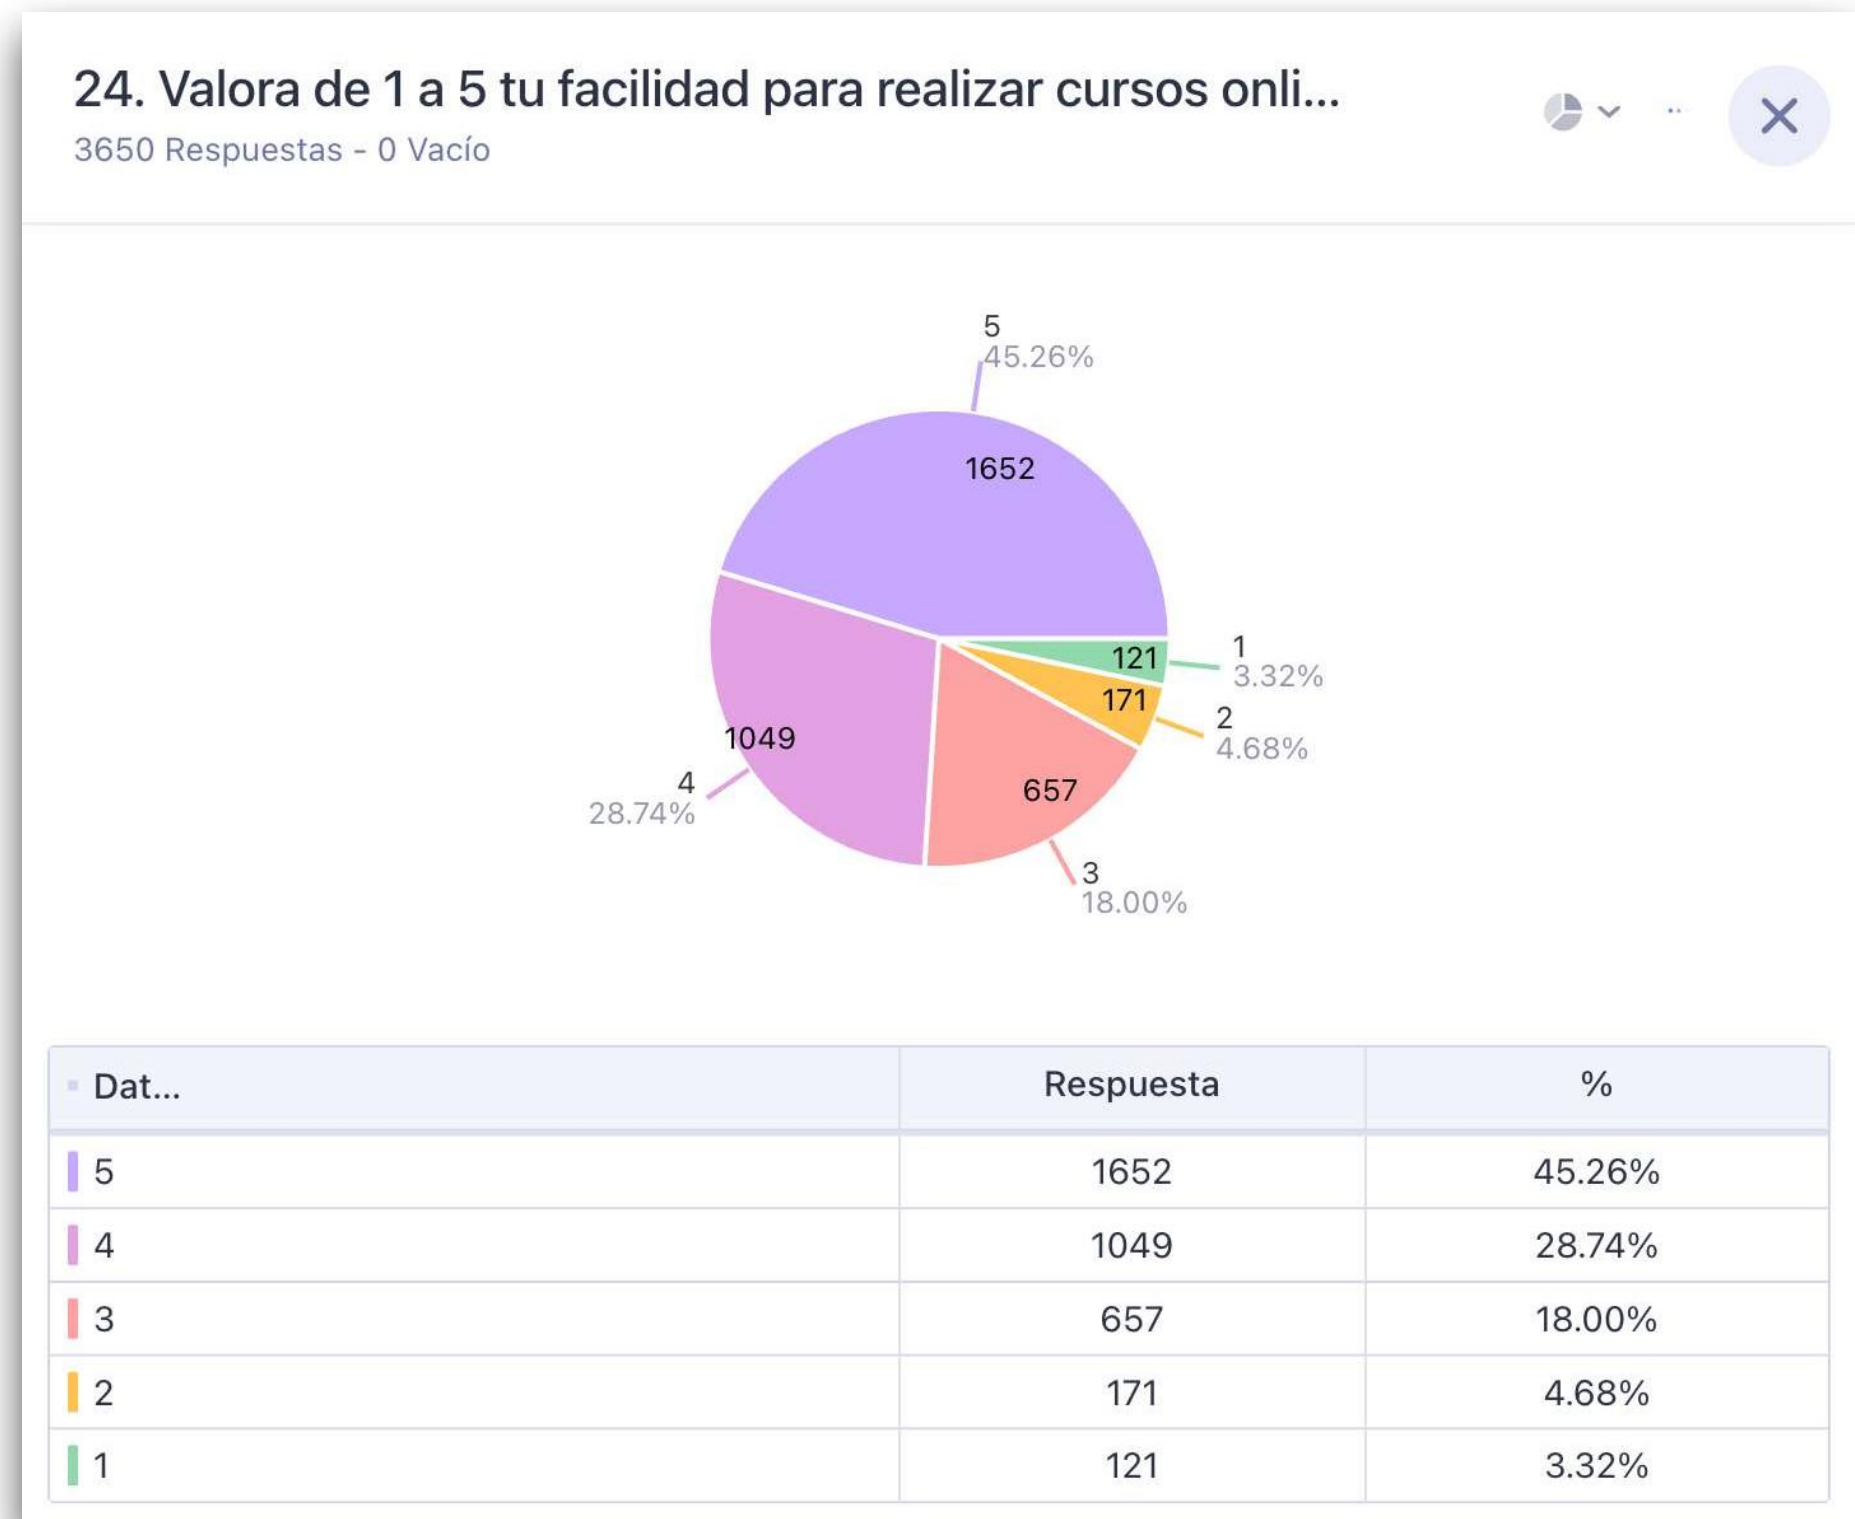 24. Valora de 1 a 5 tu facilidad para realizar cursos onli...
3650 Respuestas - 0 Vacío
5
45.26%
1652
1
3.32%
121
2
4.68%
171
1049
4
28.74%
657
3
18.00%
Dat... Respuesta %
5 1652 45.26%
4 1049 28.74%
3 657 18.00%
2 171 4.68%
1 121 3.32%